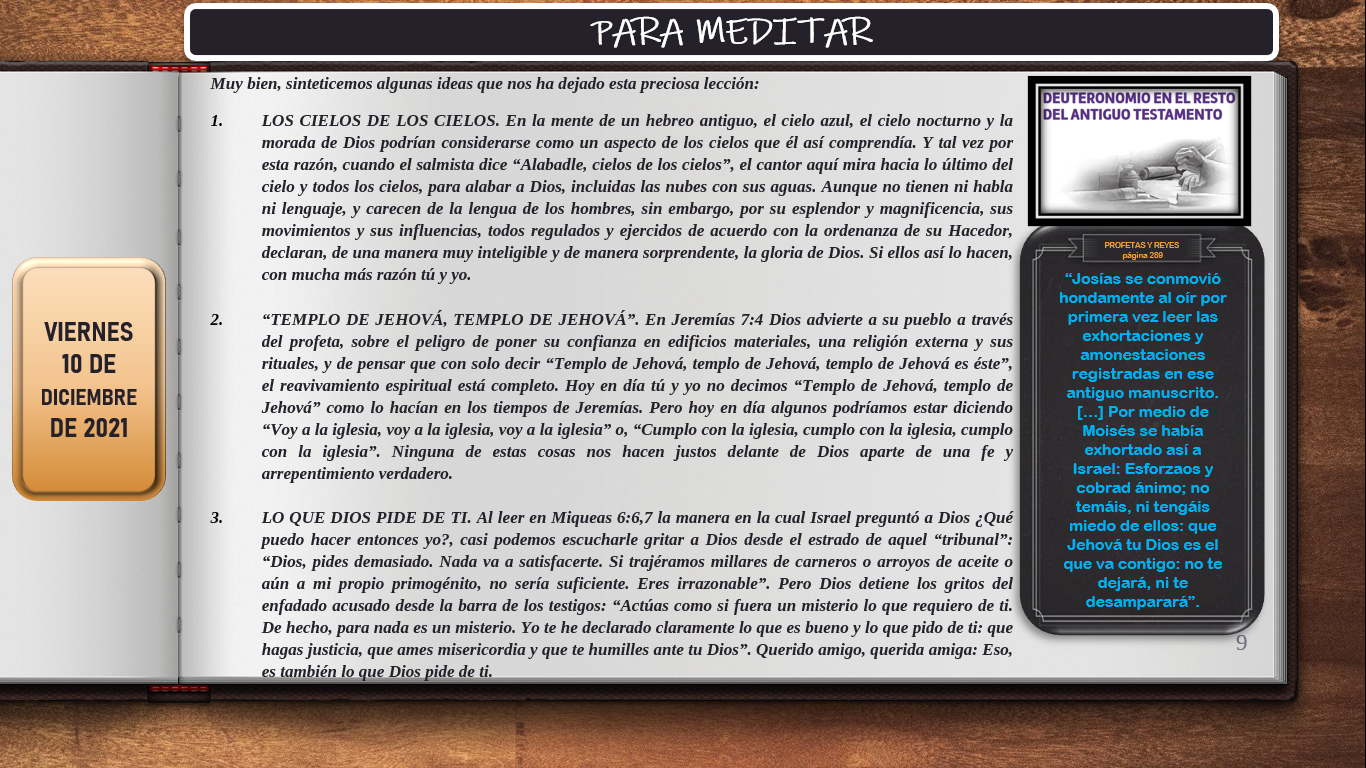 PARA MEDITAR
Muy bien, sinteticemos algunas ideas que nos ha dejado esta preciosa lección:
1. LOS CIELOS DE LOS CIELOS. En la mente de un hebreo antiguo, el cielo azul, el cielo nocturno y la
morada de Dios podrían considerarse como un aspecto de los cielos que él así comprendía. Y tal vez por
esta razón, cuando el salmista dice “Alabadle, cielos de los cielos”, el cantor aquí mira hacia lo último del
cielo y todos los cielos, para alabar a Dios, incluidas las nubes con sus aguas. Aunque no tienen ni habla
ni lenguaje, y carecen de la lengua de los hombres, sin embargo, por su esplendor y magnificencia, sus
movimientos y sus influencias, todos regulados y ejercidos de acuerdo con la ordenanza de su Hacedor,
declaran, de una manera muy inteligible y de manera sorprendente, la gloria de Dios. Si ellos así lo hacen,
con mucha más razón tú y yo.
2. “TEMPLO DE JEHOVÁ, TEMPLO DE JEHOVÁ”. En Jeremías 7:4 Dios advierte a su pueblo a través
del profeta, sobre el peligro de poner su confianza en edificios materiales, una religión externa y sus
rituales, y de pensar que con solo decir “Templo de Jehová, templo de Jehová, templo de Jehová es éste”,
el reavivamiento espiritual está completo. Hoy en día tú y yo no decimos “Templo de Jehová, templo de
Jehová” como lo hacían en los tiempos de Jeremías. Pero hoy en día algunos podríamos estar diciendo
“Voy a la iglesia, voy a la iglesia, voy a la iglesia” o, “Cumplo con la iglesia, cumplo con la iglesia, cumplo
con la iglesia”. Ninguna de estas cosas nos hacen justos delante de Dios aparte de una fe y
arrepentimiento verdadero.
3. LO QUE DIOS PIDE DE TI. Al leer en Miqueas 6:6,7 la manera en la cual Israel preguntó a Dios ¿Qué
puedo hacer entonces yo?, casi podemos escucharle gritar a Dios desde el estrado de aquel “tribunal”:
“Dios, pides demasiado. Nada va a satisfacerte. Si trajéramos millares de carneros o arroyos de aceite o
aún a mi propio primogénito, no sería suficiente. Eres irrazonable”. Pero Dios detiene los gritos del
enfadado acusado desde la barra de los testigos: “Actúas como si fuera un misterio lo que requiero de ti.
De hecho, para nada es un misterio. Yo te he declarado claramente lo que es bueno y lo que pido de ti: que
hagas justicia, que ames misericordia y que te humilles ante tu Dios”. Querido amigo, querida amiga: Eso,
es también lo que Dios pide de ti.
VIERNES
10 DE
DICIEMBRE
DE 2021
DEUTERONOMIO EN EL RESTO
DEL ANTIGUO TESTAMENTO
PROFETAS Y REYES
página 289
“Josías se conmovió
hondamente al oír por
primera vez leer las
exhortaciones y
amonestaciones
registradas en ese
antiguo manuscrito.
[…] Por medio de
Moisés se había
exhortado así a
Israel: Esforzaos y
cobrad ánimo; no
temáis, ni tengáis
miedo de ellos: que
Jehová tu Dios es el
que va contigo: no te
dejará, ni te
desamparará”.
9